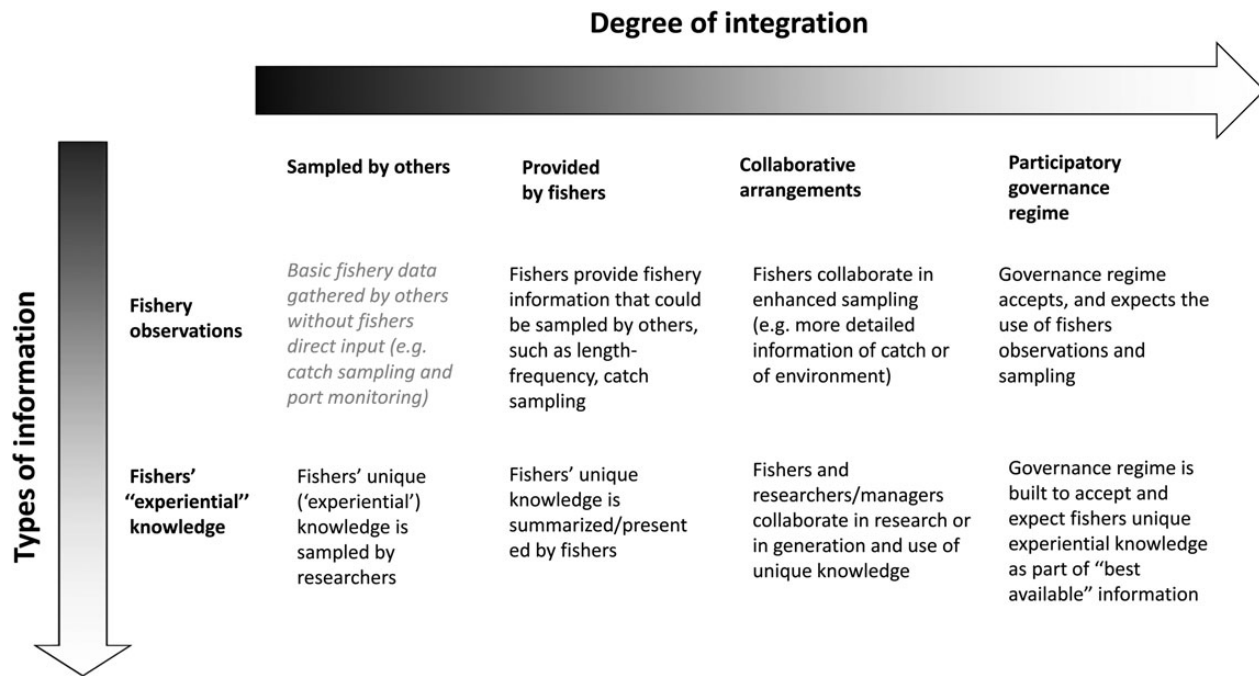 Degree of integration
Types of information
Sampled by others
Provided
by fishers
Collaborative
arrangements
Participatory
governance
regime
Fishery
observations
Basic fishery data
gathered by others
without fishers
direct input (e.g.
catch sampling and
port monitoring)
Fishers provide fishery
information that could
be sampled by others,
such as length-
frequency, catch
sampling
Fishers collaborate in
enhanced sampling
(e.g. more detailed
information of catch or
of environment)
Governance regime
accepts, and expects the
use of fishers
observations and
sampling
Fishers’
“experiential”
knowledge
Fishers’ unique
(‘experiential’)
knowledge is
sampled by
researchers
Fishers’ unique
knowledge is
summarized/present
ed by fishers
Fishers and
researchers/managers
collaborate in research or
in generation and use of
unique knowledge
Governance regime is
built to accept and
expect fishers unique
experiential knowledge
as part of “best
available” information